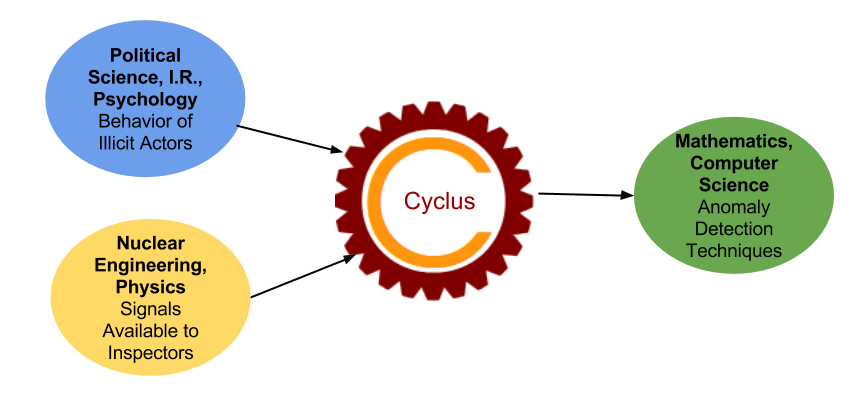 Political
Science, I.R.,
Psychology
Behavior of
Illicit Actors
Nuclear
Engineering,
Physics
Signals
Available to
Inspectors
Cyclus
Mathematics,
Computer
Science
Anomaly
Detection
Techniques